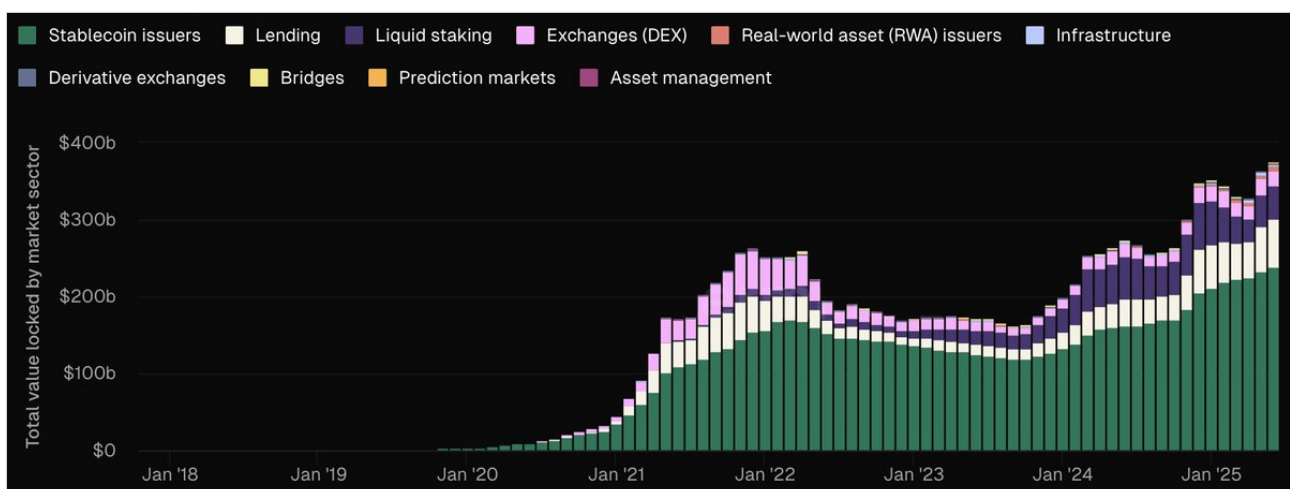 Stablecoin issuers Lending Liquid staking Exchanges (DEX) Real-world asset (RWA) issuers Infrastructure
Derivative exchanges Bridges Prediction markets Asset management
Total value locked by market sector
$400b
$300b
$200b
$100b
$0
Jan '18 Jan '19 Jan '20 Jan '21 Jan '22 Jan '23 Jan '24 Jan '25